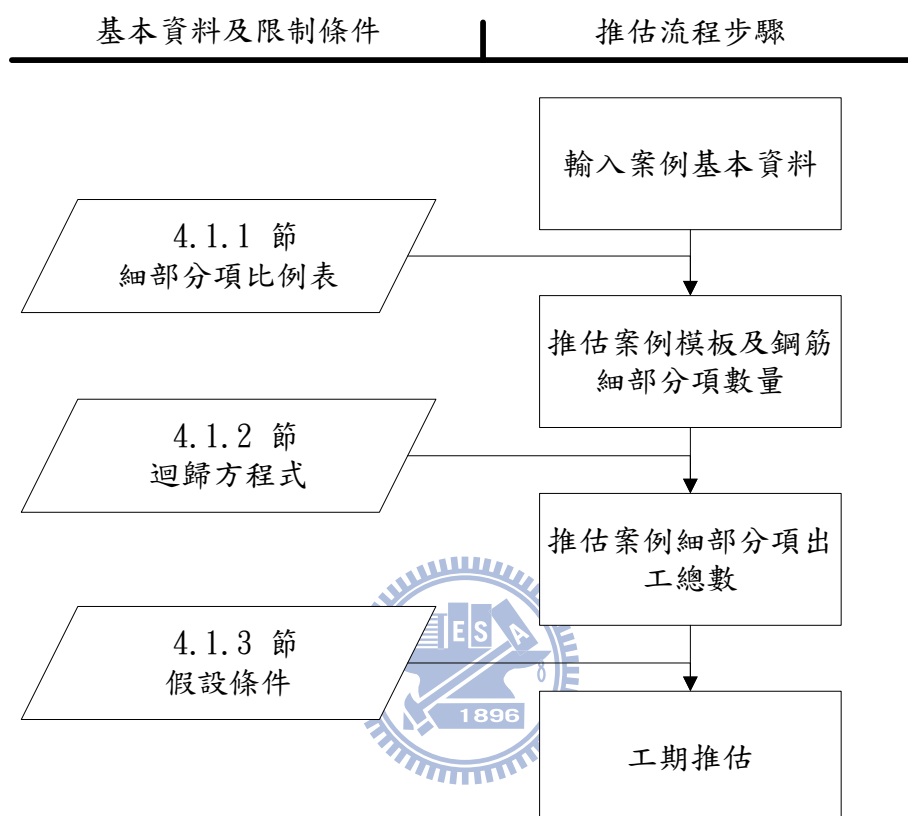 基本資料及限制條件
推估流程步驟
輸入案例基本資料
4.1.1 節
細部分項比例表
推估案例模板及鋼筋
細部分項數量
4.1.2 節
迴歸方程式
推估案例細部分項出
工總數
4.1.3 節
假設條件
工期推估
ES A
1896